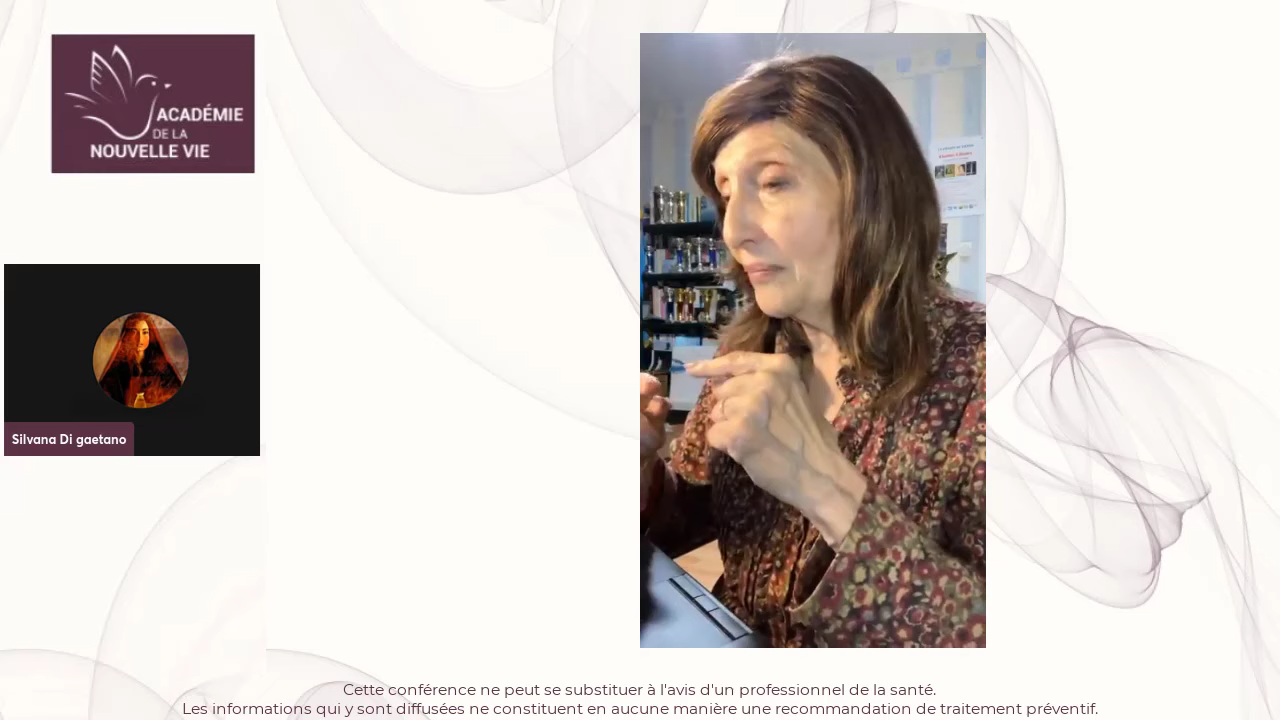 ACADÉMIE
DE LA
NOUVELLE VIE
Silvana Di gaetano
Cette conférence ne peut se substituer à l'avis d'un professionnel de la santé.
Les informations qui y sont diffusées ne constituent en aucune manière une recommandation de traitement préventif.